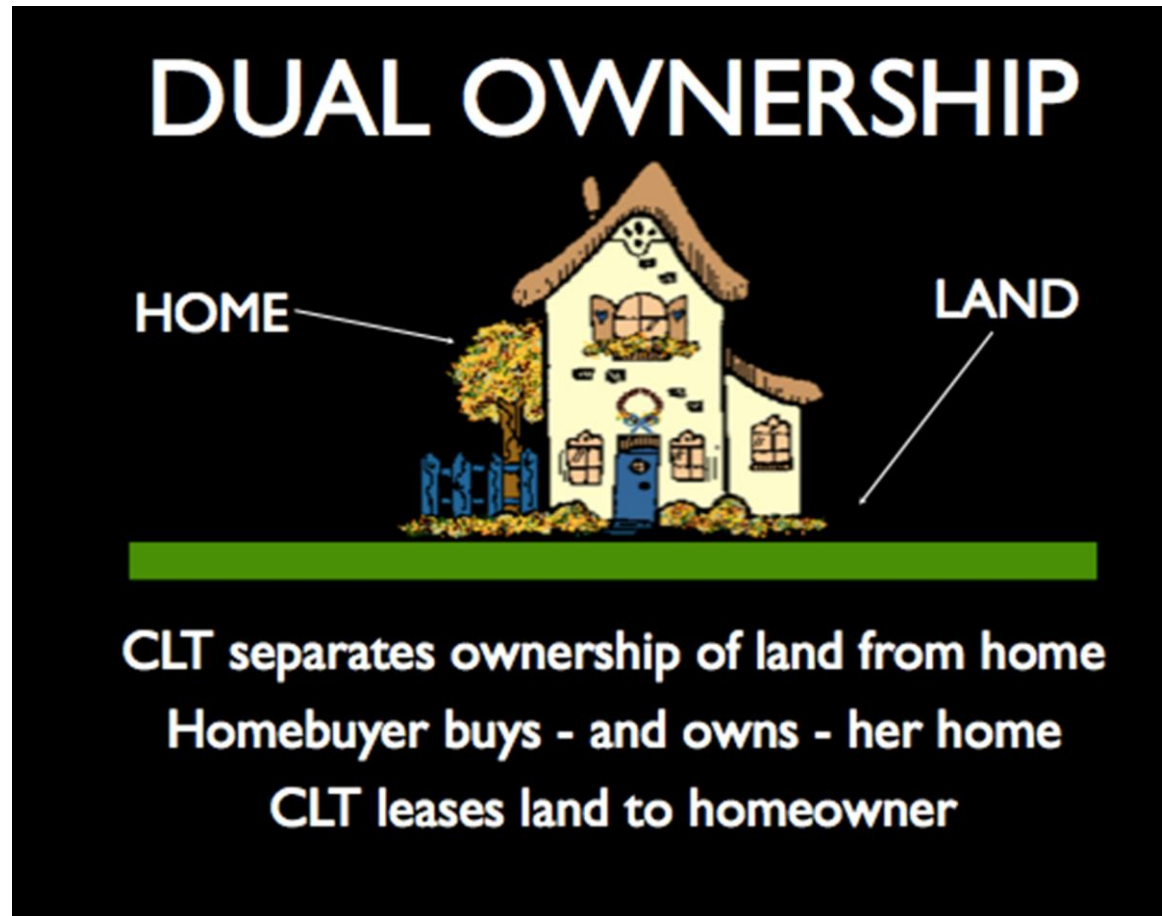 DUAL OWNERSHIP
HOME
LAND
CLT separates ownership of land from home
Homebuyer buys - and owns - her home
CLT leases land to homeowner